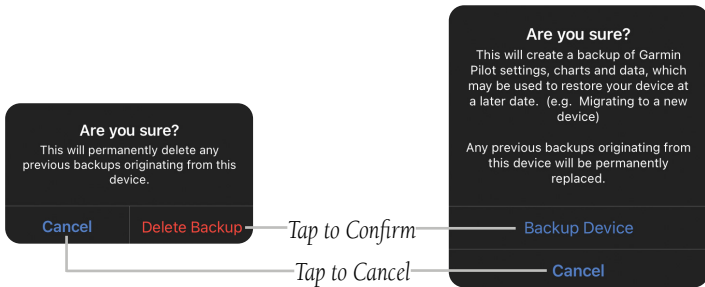 Are you sure?
This will permanently delete any
previous backups originating from this
device.
Cancel
Delete Backup
Tap to Confirm
Tap to Cancel
Are you sure?
This will create a backup of Garmin
Pilot settings, charts and data, which
may be used to restore your device at
a later date.  (e.g.  Migrating to a new
device)
Any previous backups originating from
this device will be permanently
replaced.
Backup Device
Cancel